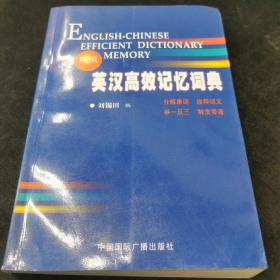 ENGLISH-CHINESE
EFFICIENT DICTIONARY
FOR MEMORY
英汉高效记忆词典
刘锡田 编
分解单词 诠释组义
举一反三 触类旁通
中国国际广播出版社